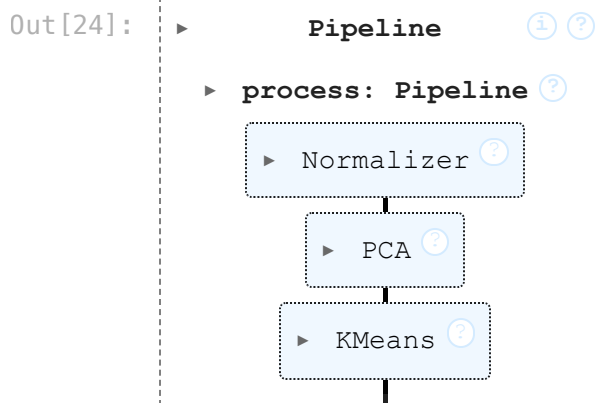 Out[24]:
▸ Pipeline i ?
▸ process: Pipeline ?
▸ Normalizer ?
▸ PCA ?
▸ KMeans ?